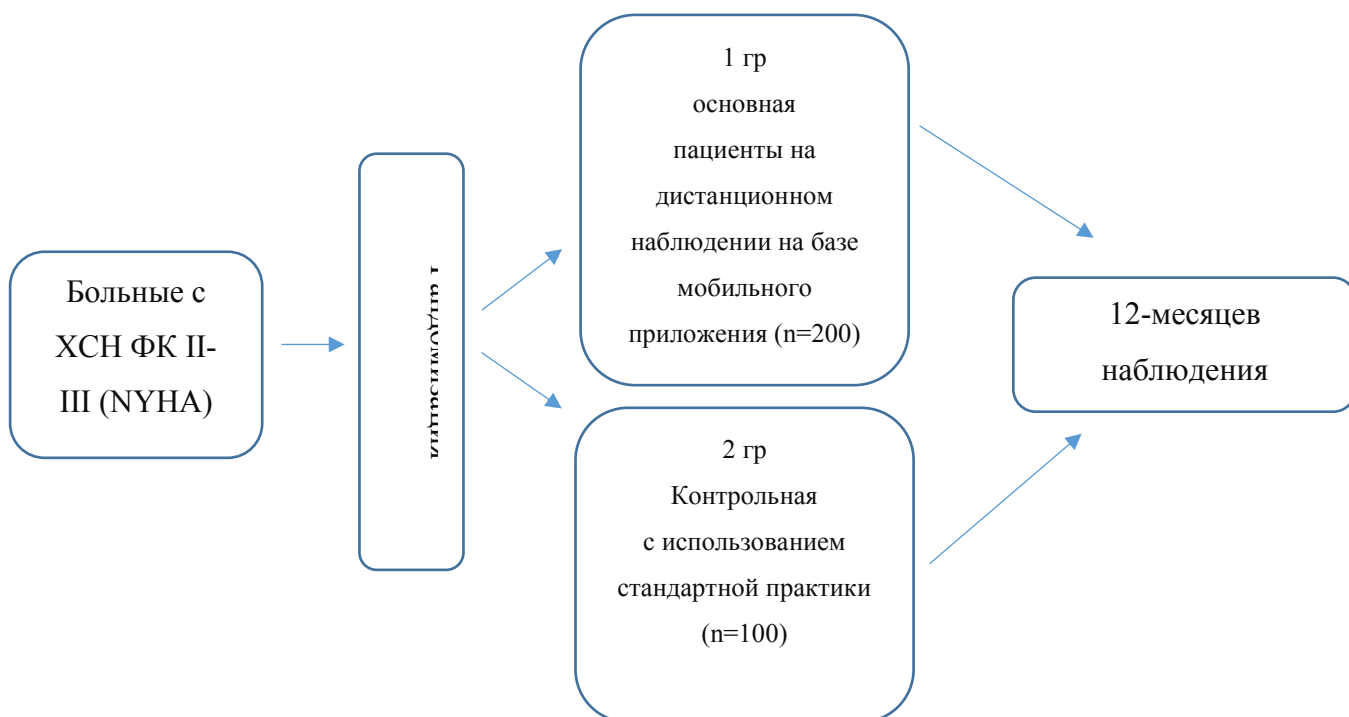 Больные с
ХСН ФК II-
III (NYHA)
1 гр
основная
пациенты на
дистанционном
наблюдении на базе
мобильного
приложения (n=200)
2 гр
Контрольная
с использованием
стандартной практики
(n=100)
12-месяцев
наблюдения